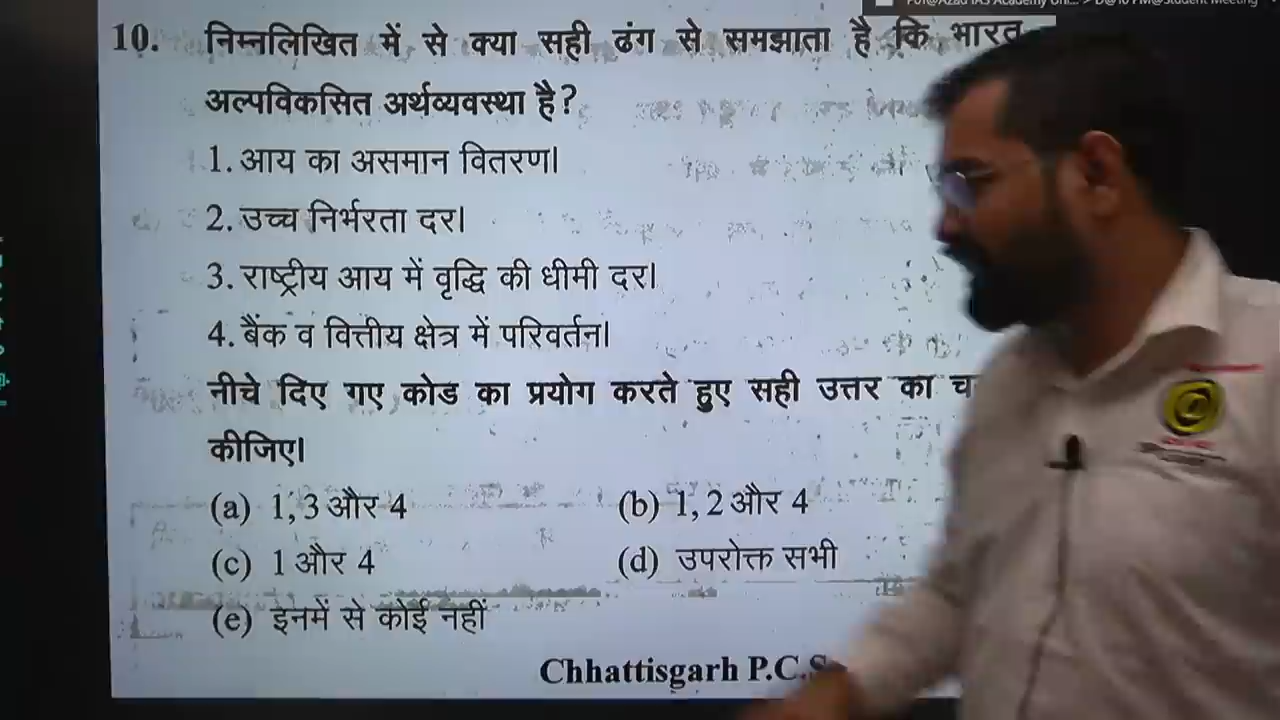 10. निम्नलिखित में से क्या सही ढंग से समझाता है कि भारत
अल्पविकसित अर्थव्यवस्था है?
1. आय का असमान वितरण।
2. उच्च निर्भरता दर।
3. राष्ट्रीय आय में वृद्धि की धीमी दर।
4. बैंक व वित्तीय क्षेत्र में परिवर्तन।
नीचे दिए गए कोड का प्रयोग करते हुए सही उत्तर का
कीजिए।
(a) 1, 3 और 4
(b) 1, 2 और 4
(c) 1 और 4
(d) उपरोक्त सभी
(e) इनमें से कोई नहीं
Chhattisgarh P.C.S